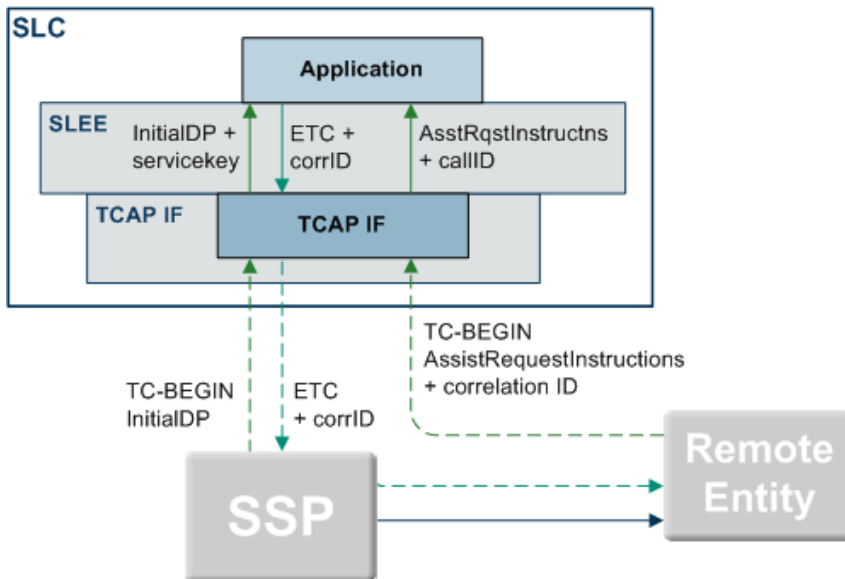 SLC
Application
SLEE
InitialDP +
servicekey
ETC +
corrID
AsstRqstInstructns
+ callID
TCAP IF
TCAP IF
TC-BEGIN
InitialDP
ETC
+ corrID
TC-BEGIN
AssistRequestInstructions
+ correlation ID
SSP
Remote
Entity